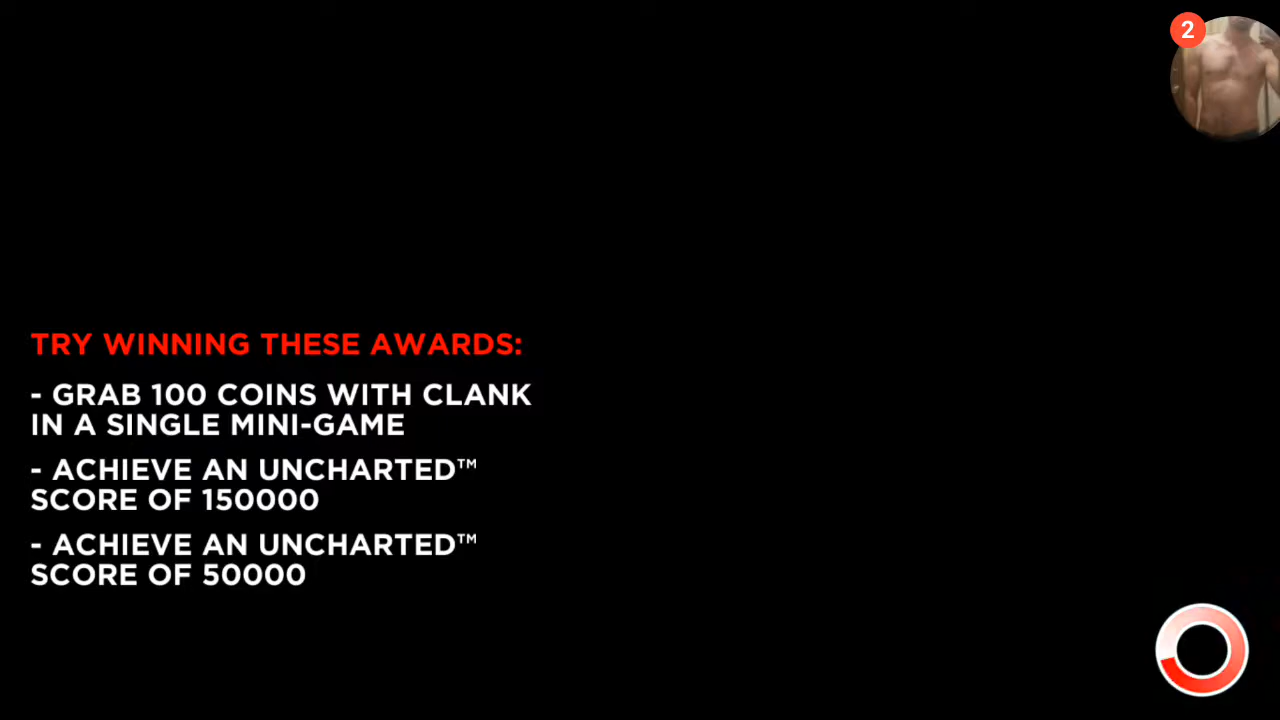 2
TRY WINNING THESE AWARDS:
- GRAB 100 COINS WITH CLANK
IN A SINGLE MINI-GAME
- ACHIEVE AN UNCHARTED™
SCORE OF 150000
- ACHIEVE AN UNCHARTED™
SCORE OF 50000